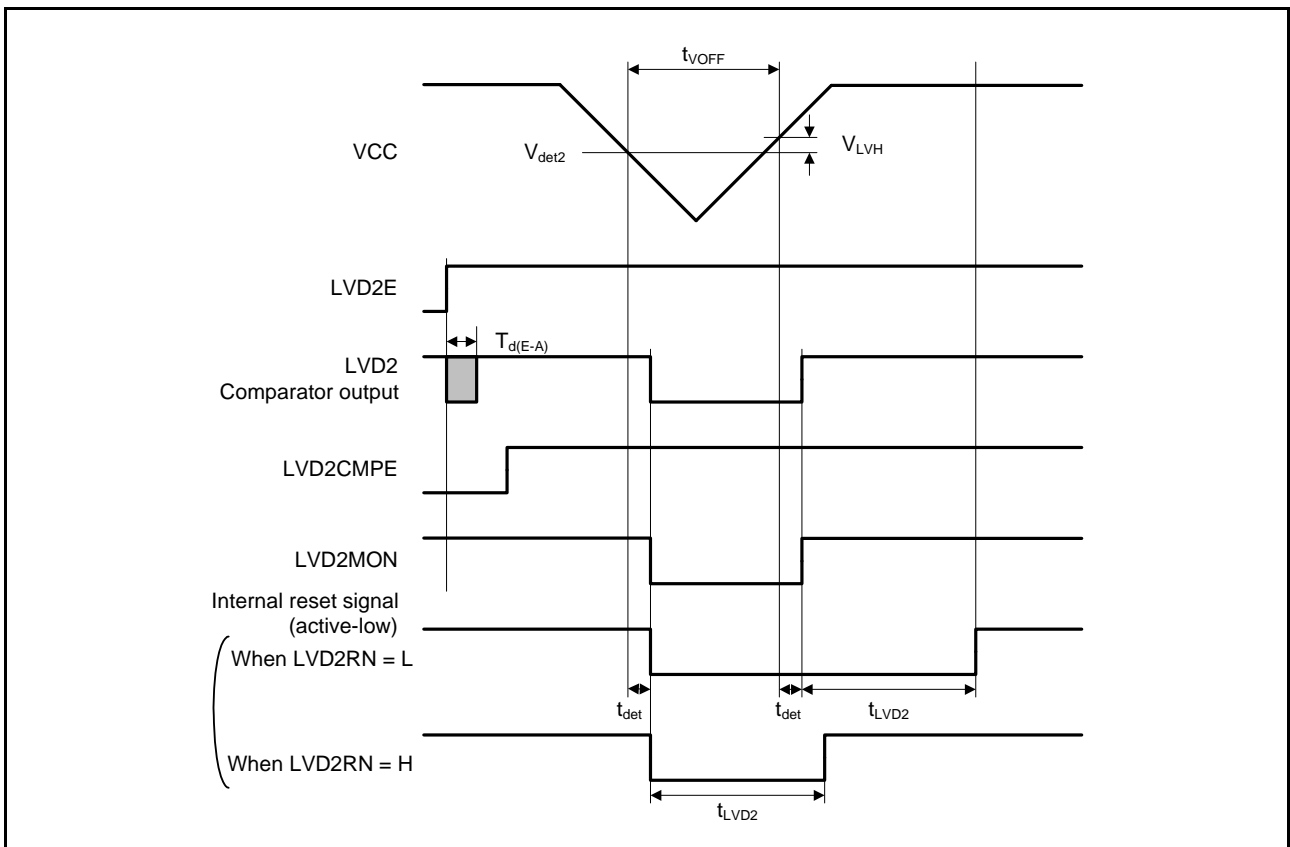 tVOFF
VCC
Vdet2
VLVH
LVD2E
Td(E-A)
LVD2
Comparator output
LVD2CMPE
LVD2MON
Internal reset signal
(active-low)
When LVD2RN = L
tdet
tdet
tLVD2
When LVD2RN = H
tLVD2